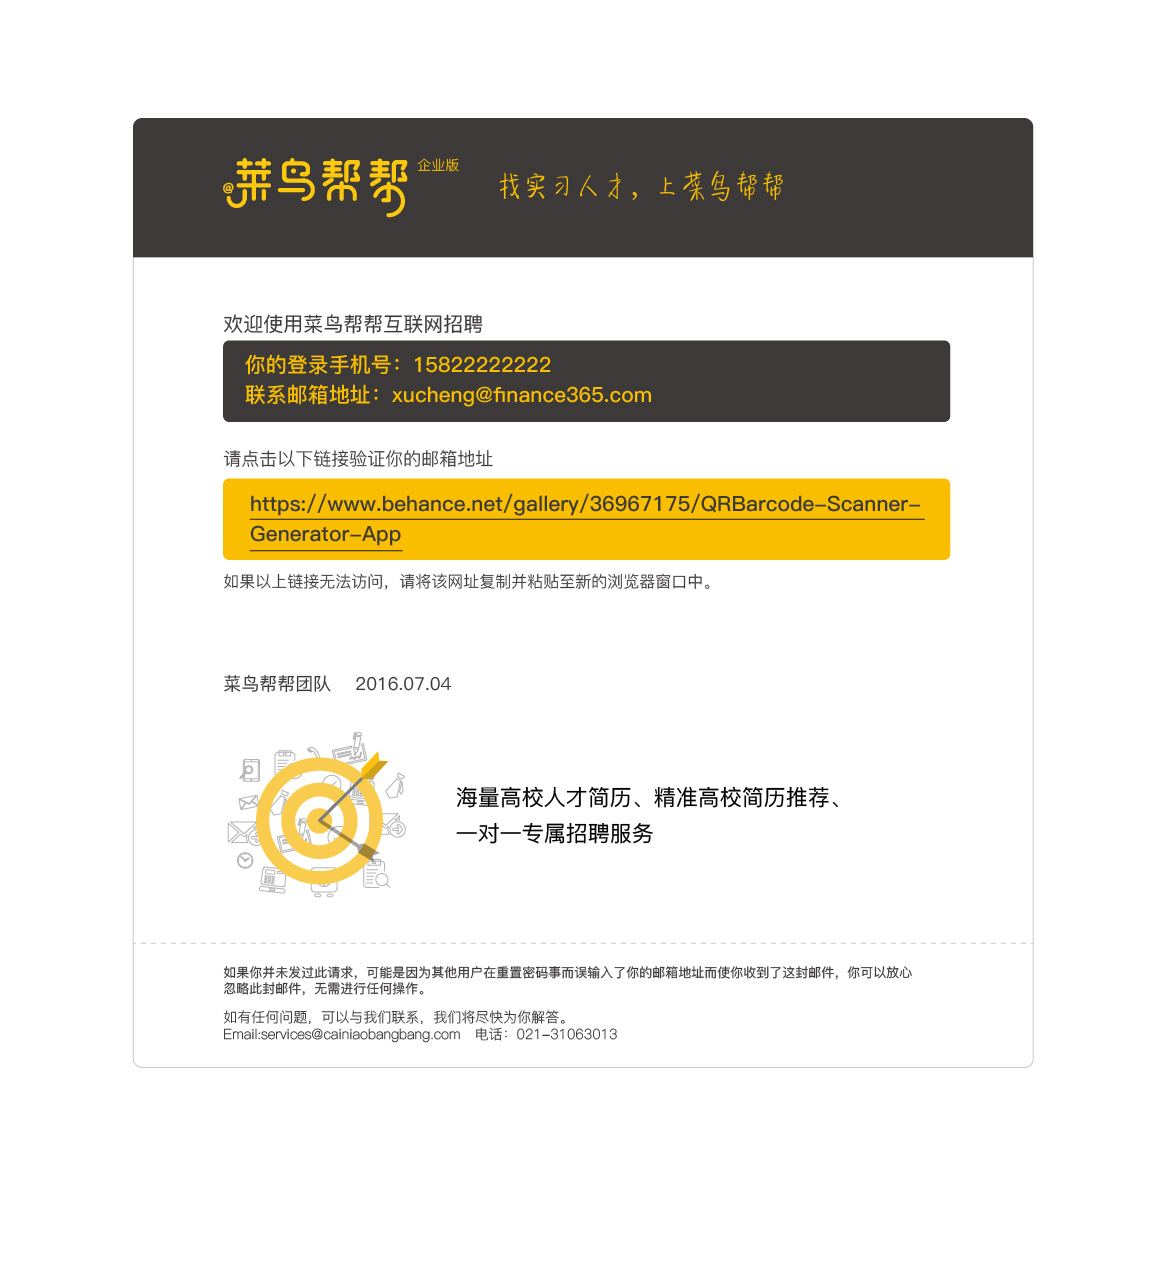 @菜鸟帮帮 企业版 找实习人才，上菜鸟帮帮
欢迎使用菜鸟帮帮互联网招聘
你的登录手机号：15822222222
联系邮箱地址：xucheng@finance365.com
请点击以下链接验证你的邮箱地址
https://www.behance.net/gallery/36967175/QRBarcode-Scanner-
Generator-App
如果以上链接无法访问，请将该网址复制并粘贴至新的浏览器窗口中。
菜鸟帮帮团队 2016.07.04
海量高校人才简历、精准高校简历推荐、
一对一专属招聘服务
如果你并未发过此请求，可能是因为其他用户在重置密码事而误输入了你的邮箱地址而使你收到了这封邮件，你可以放心
忽略此封邮件，无需进行任何操作。
如有任何问题，可以与我们联系，我们将尽快为你解答。
Email:services@cainiaobangbang.com 电话：021-31063013